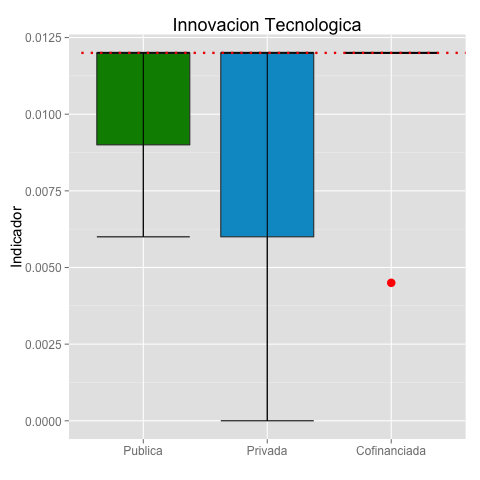 Innovacion Tecnologica
Indicador
0.0125
0.0100
0.0075
0.0050
0.0025
0.0000
Publica
Privada
Cofinanciada